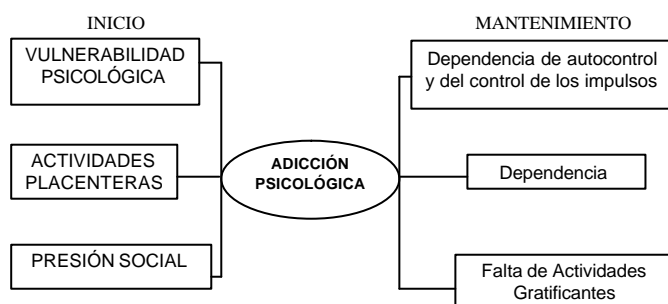 INICIO
MANTENIMIENTO
VULNERABILIDAD
PSICOLÓGICA
Dependencia de autocontrol
y del control de los impulsos
ACTIVIDADES
PLACENTERAS
ADICCIÓN
PSICOLÓGICA
Dependencia
PRESIÓN SOCIAL
Falta de Actividades
Gratificantes